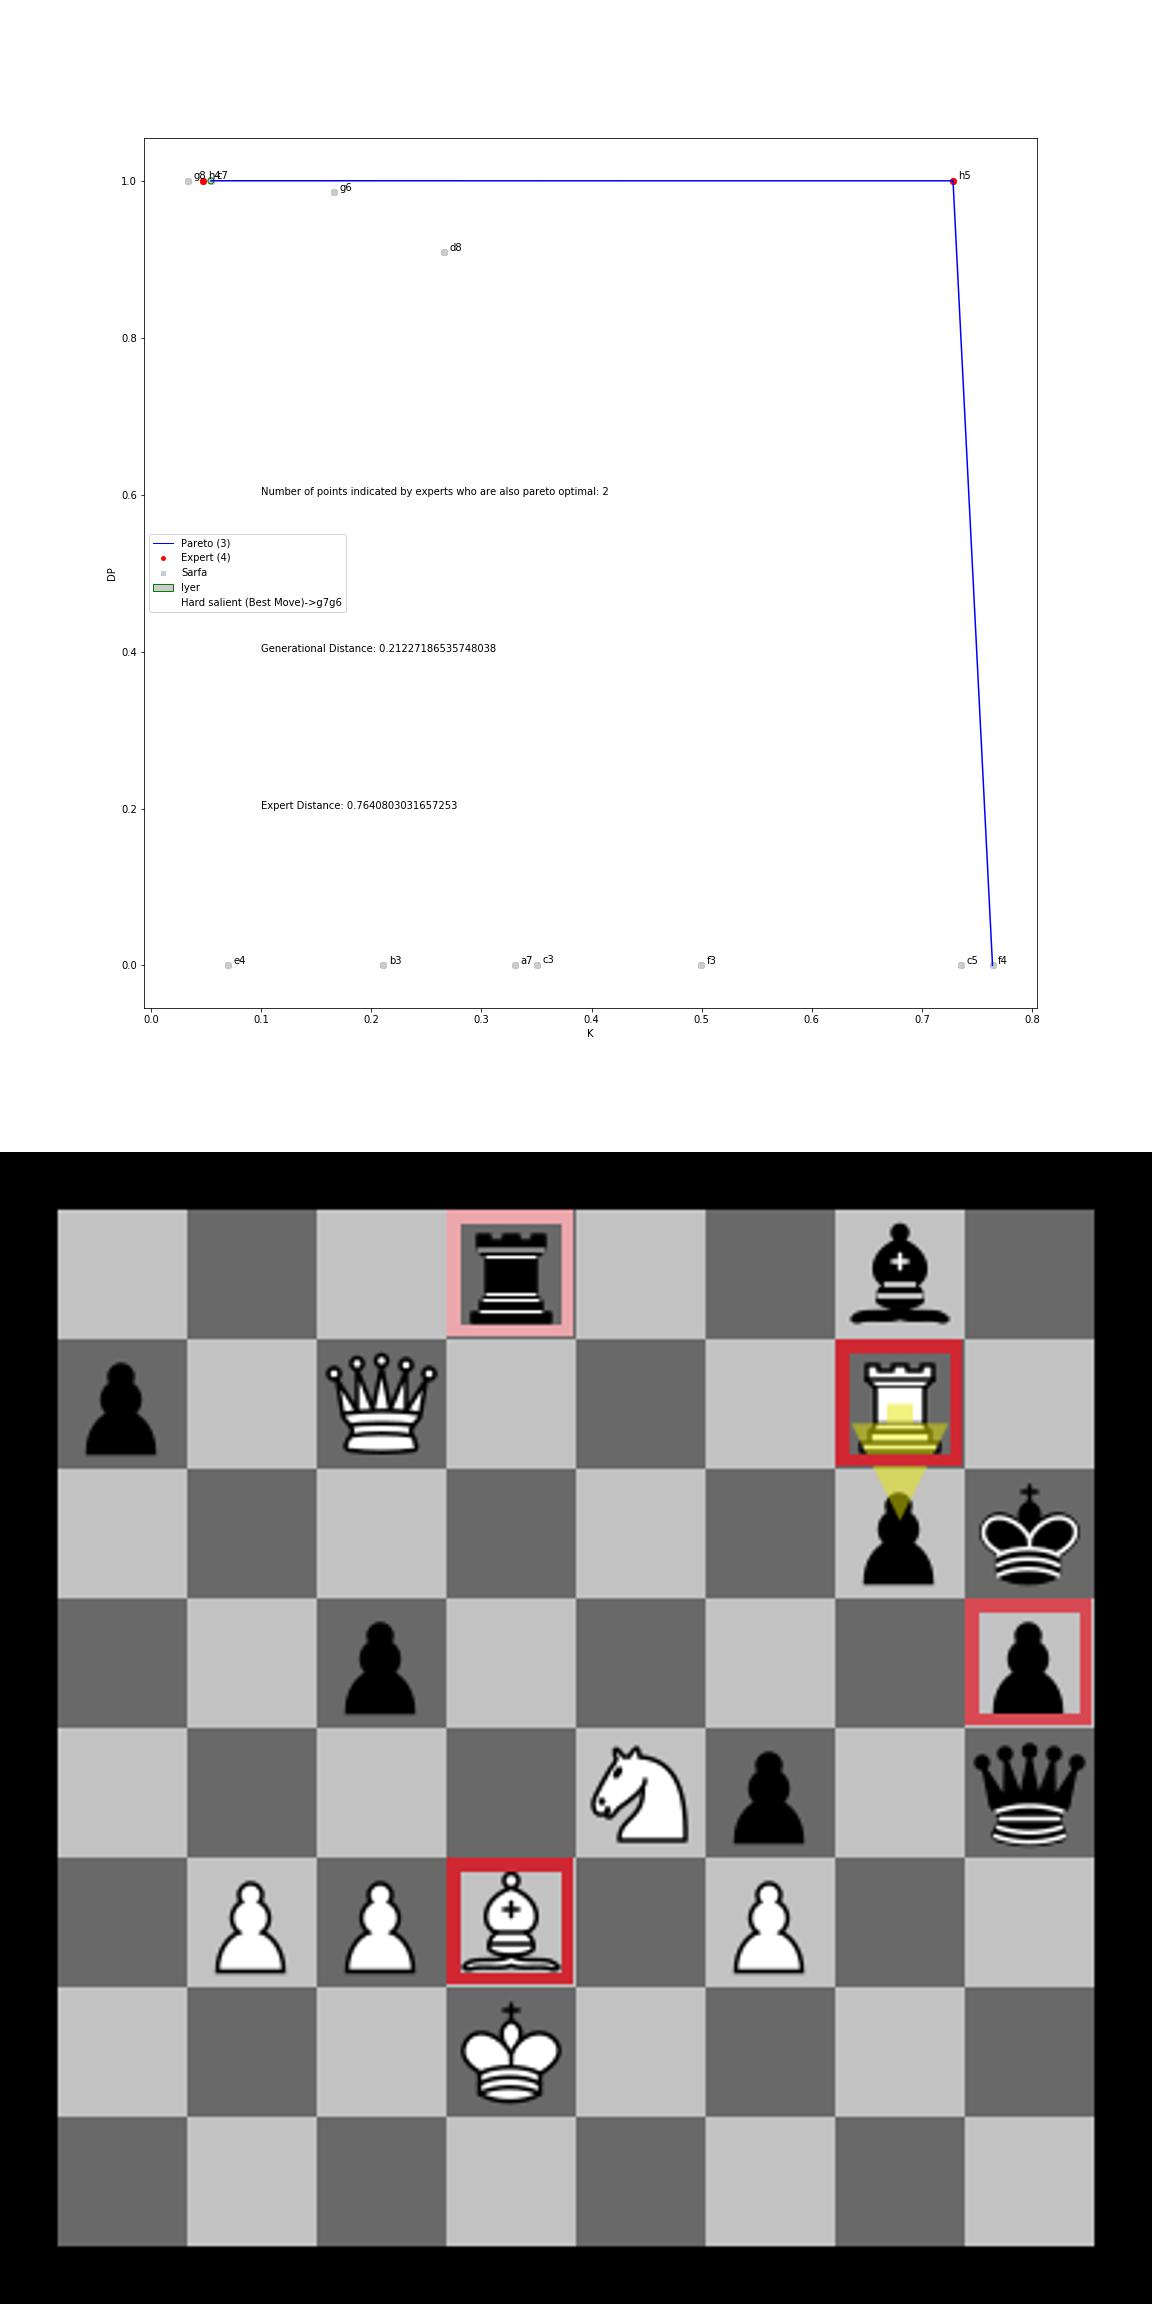 g8
g6
h5
d8
1.0
0.8
Number of points indicated by experts who are also pareto optimal: 2
0.6
Pareto (3)
Expert (4)
Sarfa
Iyer
Hard salient (Best Move)->g7g6
DP
Generational Distance: 0.21227186535748038
0.4
Expert Distance: 0.7640803031657253
0.2
e4
b3
a7
c3
f3
c5
f4
0.0
0.0 0.1 0.2 0.3 0.4 0.5 0.6 0.7 0.8
K